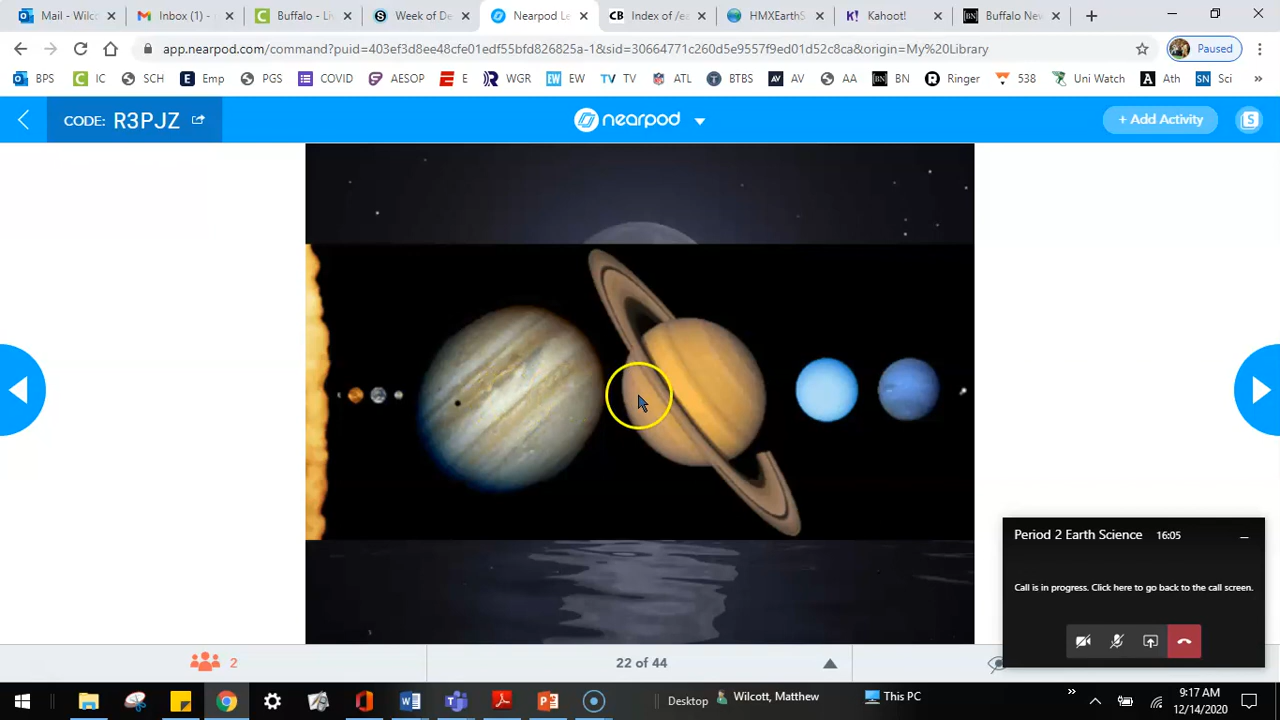 Mail - Wilco
Inbox (1) -
Buffalo - Liv
Week of De
Nearpod Le
Index of /ea
HMXEarthS
Kahoot!
Buffalo New
app.nearpod.com/command?puid=403ef3d8ee48cfe01edf55bfd826825a-1&sid=30664771c260d5e9557f9ed01d52c8ca&origin=My%20Library
Paused
BPS IC SCH Emp PGS COVID AESOP E WGR EW TV ATL BTBS AV AA BN Ringer 538 Uni Watch Ath Sci
CODE: R3PJZ
nearpod
+ Add Activity
Period 2 Earth Science 16:05
Call is in progress. Click here to go back to the call screen.
2
22 of 44
Desktop
Wilcott, Matthew
This PC
9:17 AM
12/14/2020